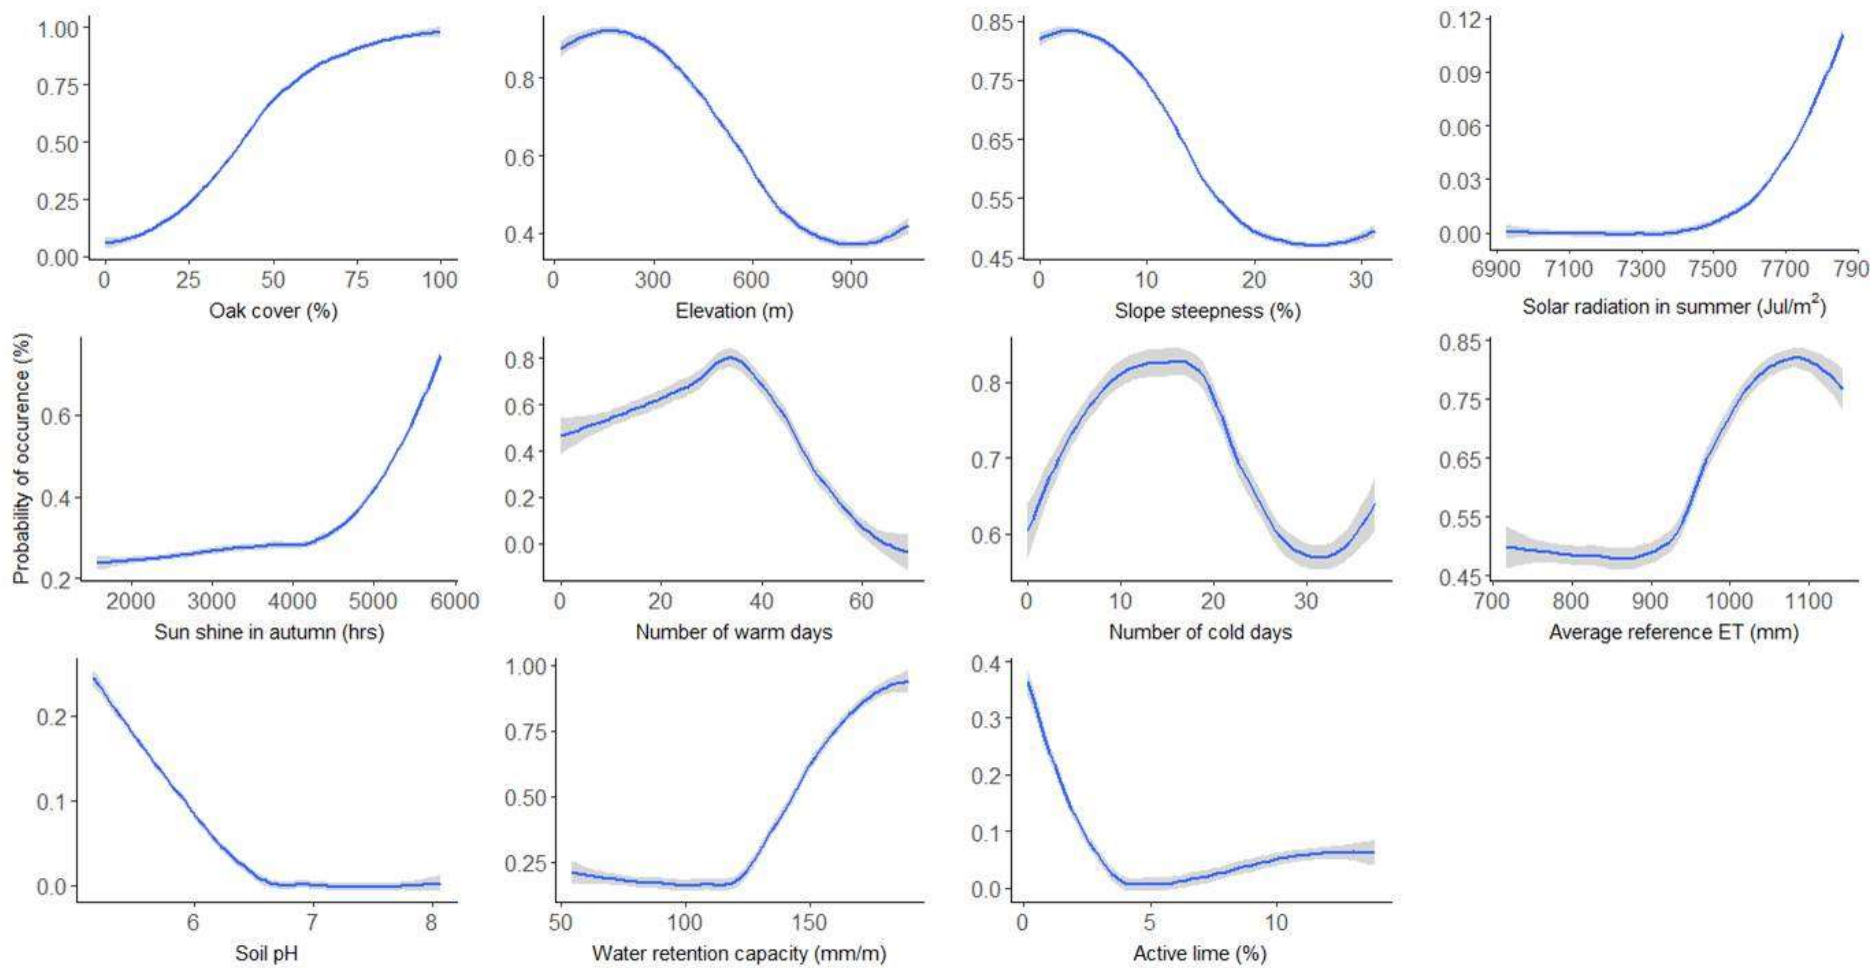 1.00
0.75
0.50
0.25
0.00
0 25 50 75 100
Oak cover (%)
0.8
0.6
0.4
0 300 600 900
Elevation (m)
0.85
0.75
0.65
0.55
0.45
0 10 20 30
Slope steepness (%)
0.12
0.09
0.06
0.03
0.00
6900 7100 7300 7500 7700 790
Solar radiation in summer (Jul/m²)
Probability of occurence (%)
0.6
0.4
0.2
2000 3000 4000 5000 6000
Sun shine in autumn (hrs)
0.8
0.6
0.4
0.2
0.0
0 20 40 60
Number of warm days
0.8
0.7
0.6
0 10 20 30
Number of cold days
0.85
0.75
0.65
0.55
0.45
700 800 900 1000 1100
Average reference ET (mm)
0.2
0.1
0.0
6 7 8
Soil pH
1.00
0.75
0.50
0.25
50 100 150
Water retention capacity (mm/m)
0.4
0.3
0.2
0.1
0.0
0 5 10
Active lime (%)